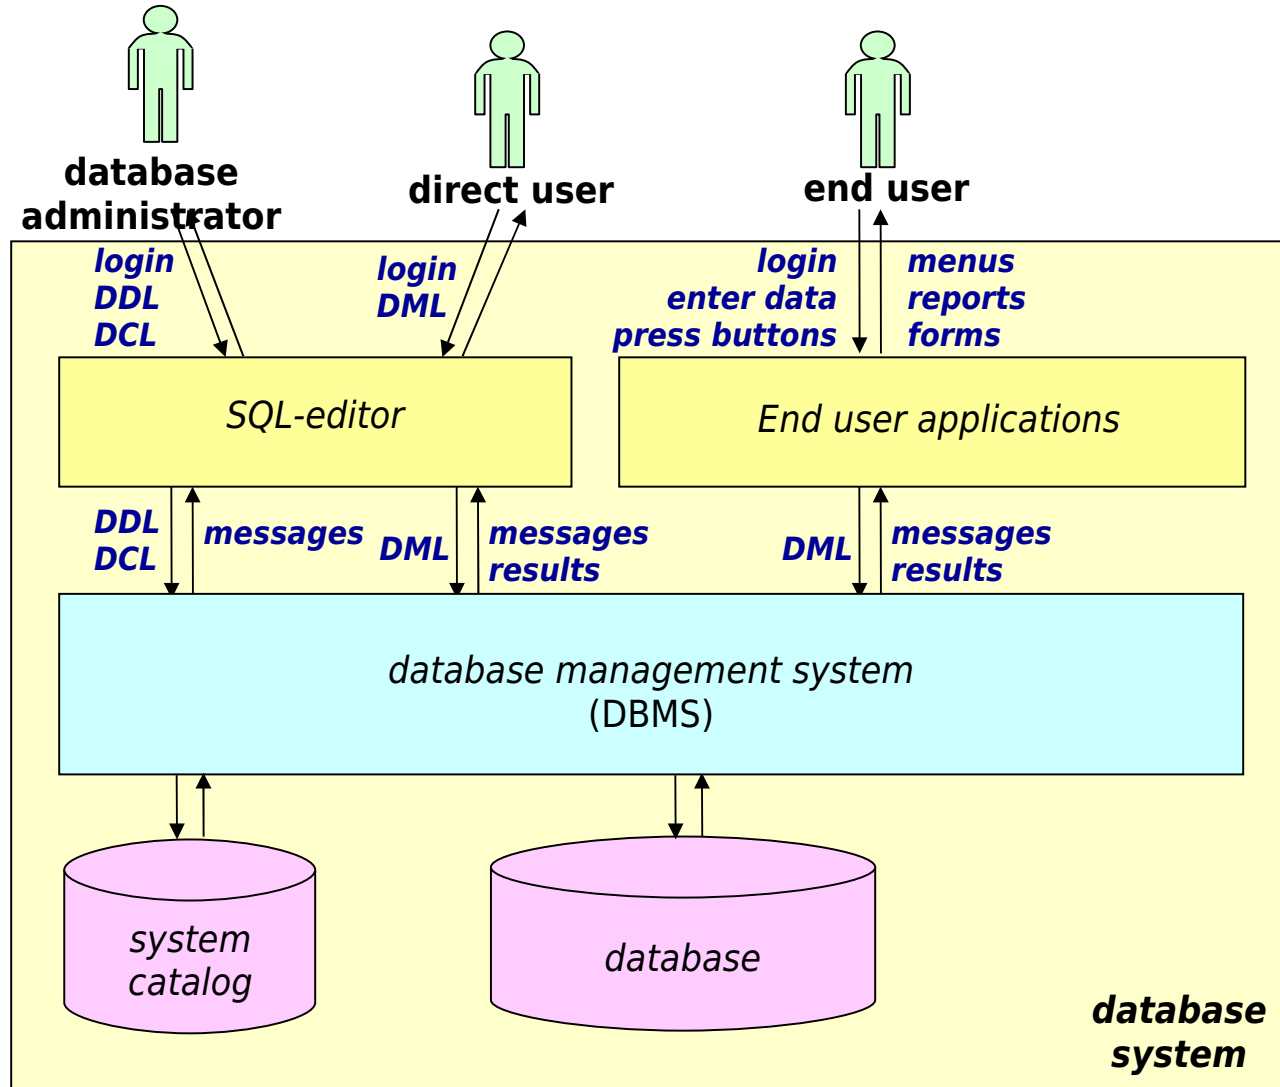 database
administrator
direct user
end user
login
DDL
DCL
login
DML
login
enter data
press buttons
menus
reports
forms
SQL-editor
End user applications
DDL
DCL
messages
DML
messages
results
DML
messages
results
database management system
(DBMS)
system
catalog
database
database
system